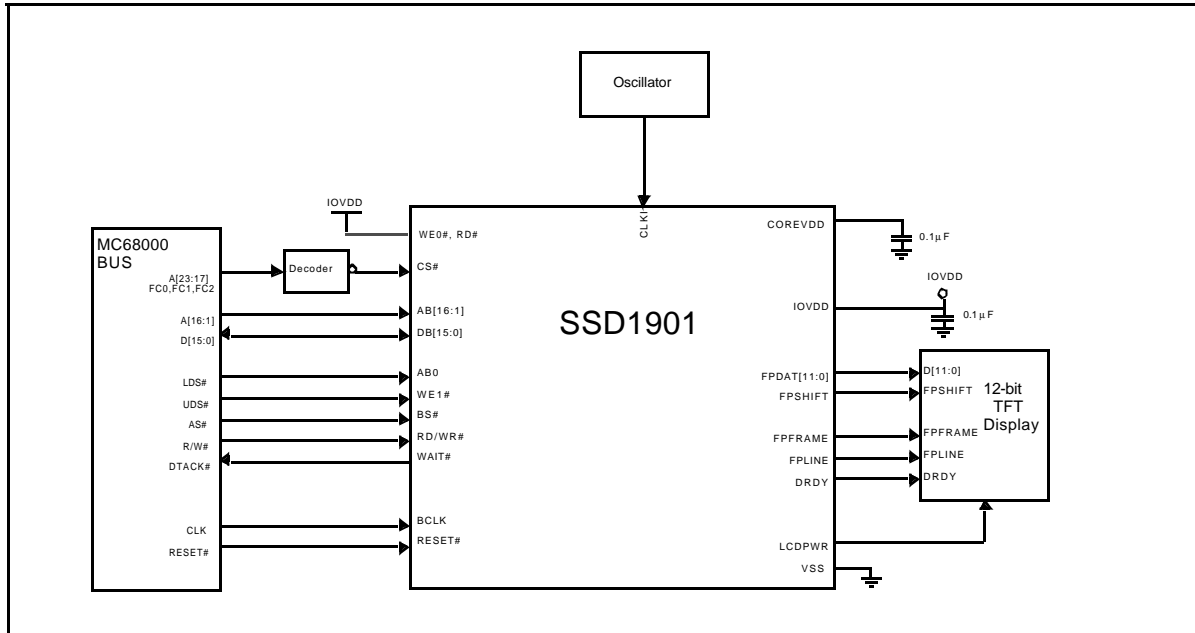 Oscillator
IOVDD
CLKI
MC68000
BUS
A[23:17]
FC0,FC1,FC2
Decoder
A[16:1]
D[15:0]
LDS#
UDS#
AS#
R/W#
DTACK#
CLK
RESET#
WE0#, RD#
CS#
AB[16:1]
DB[15:0]
AB0
WE1#
BS#
RD/WR#
WAIT#
BCLK
RESET#
SSD1901
COREVDD
0.1µF
IOVDD
IOVDD
0.1µF
FPDAT[11:0]
FPSHIFT
FPFRAME
FPLINE
DRDY
LCDPWR
VSS
D[11:0]
FPSHIFT
12-bit
TFT
Display
FPFRAME
FPLINE
DRDY